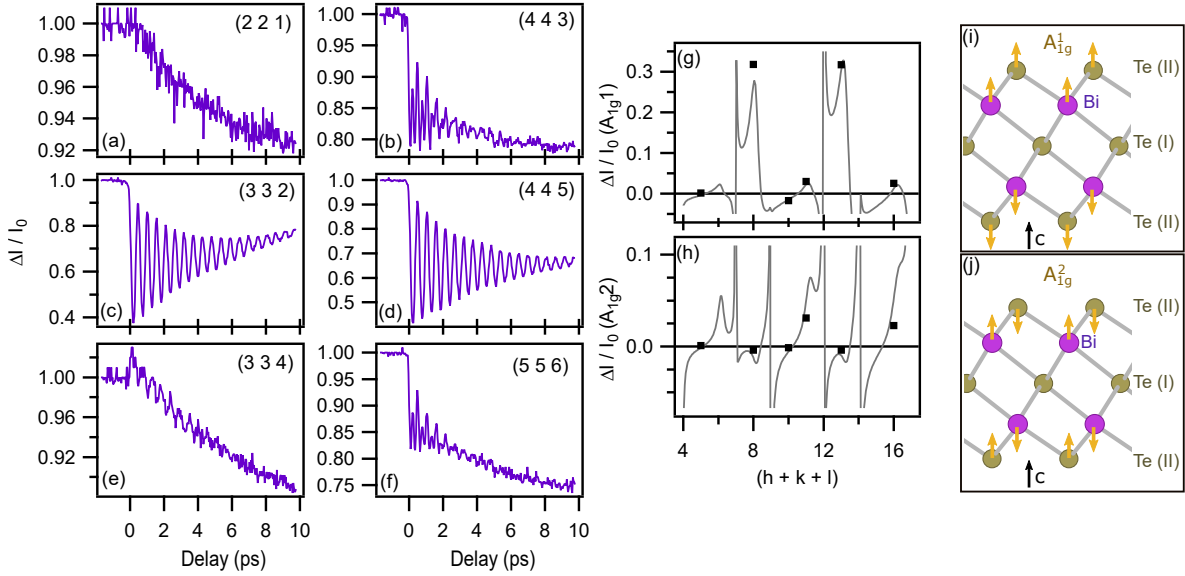 1.00
0.98
0.96
0.94
0.92
(2 2 1)
(a)
1.00
0.95
0.90
0.85
0.80
(4 4 3)
(b)
ΔI / I0
1.0
0.8
0.6
0.4
(3 3 2)
(c)
1.0
0.9
0.8
0.7
0.6
0.5
(4 4 5)
(d)
1.00
0.96
0.92
(3 3 4)
(e)
0 2 4 6 8 10
Delay (ps)
1.00
0.95
0.90
0.85
0.80
0.75
(5 5 6)
(f)
0 2 4 6 8 10
Delay (ps)
(g)
ΔI / I0 (A1g1)
0.3
0.2
0.1
0.0
(h)
ΔI / I0 (A1g2)
0.1
0.0
4 8 12 16
(h + k + l)
(i)
A1g1
Te (II)
Bi
Te (I)
Te (II)
c
(j)
A1g2
Te (II)
Bi
Te (I)
Te (II)
c